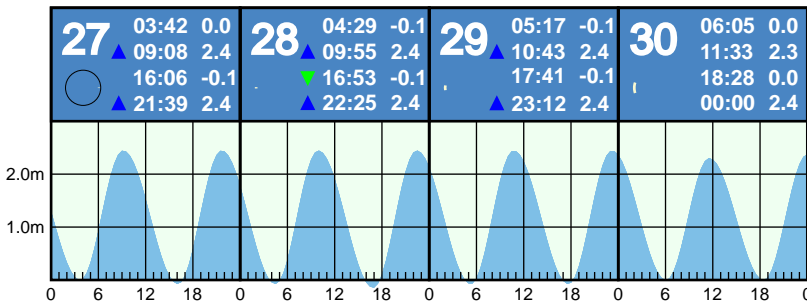 27 03:42 0.0
▲ 09:08 2.4
16:06 -0.1
▲ 21:39 2.4
28 04:29 -0.1
▲ 09:55 2.4
▼ 16:53 -0.1
▲ 22:25 2.4
29 05:17 -0.1
▲ 10:43 2.4
17:41 -0.1
▲ 23:12 2.4
30 06:05 0.0
11:33 2.3
18:28 0.0
00:00 2.4
2.0m
1.0m
0 6 12 18 0 6 12 18 0 6 12 18 0 6 12 18 0